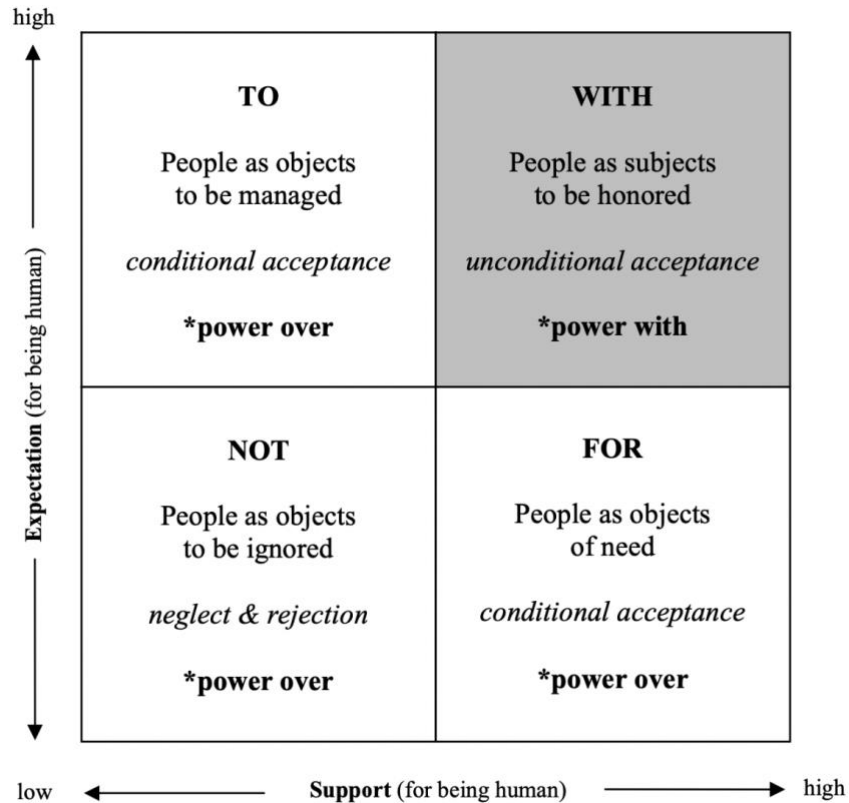 high
TO
People as objects
to be managed
conditional acceptance
*power over
WITH
People as subjects
to be honored
unconditional acceptance
*power with
Expectation (for being human)
NOT
People as objects
to be ignored
neglect & rejection
*power over
FOR
People as objects
of need
conditional acceptance
*power over
low
Support (for being human)
high